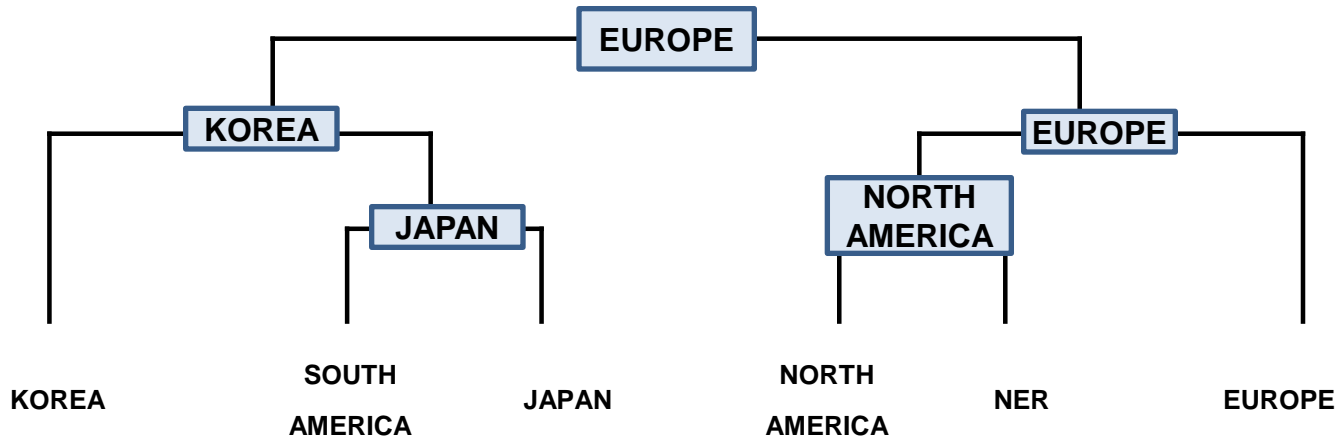 EUROPE
KOREA
EUROPE
JAPAN
NORTH
AMERICA
KOREA
SOUTH
AMERICA
JAPAN
NORTH
AMERICA
NER
EUROPE